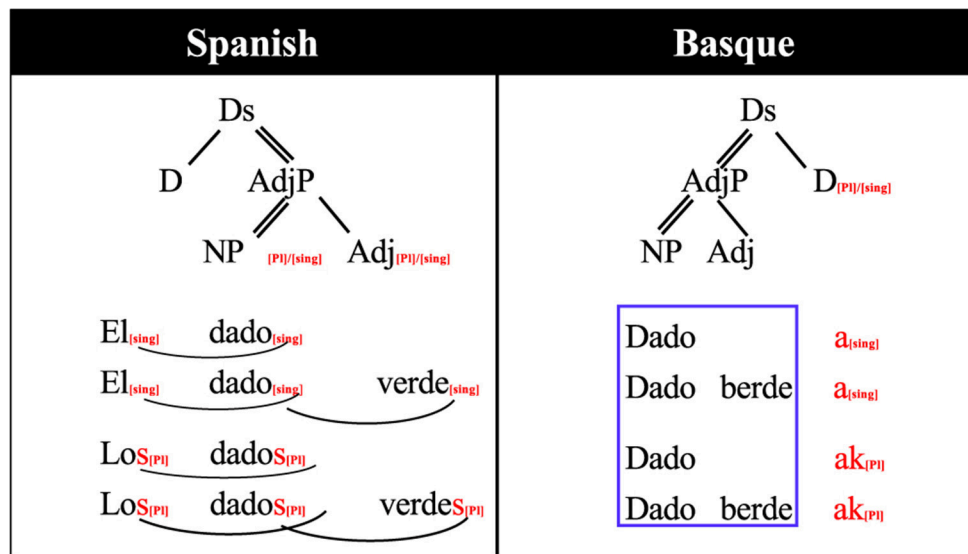 Spanish
Ds
D AdjP
NP [Pl]/[sing] Adj[Pl]/[sing]
El[sing] dado[sing]
El[sing] dado[sing] verde[sing]
Los[Pl] dados[Pl]
Los[Pl] dados[Pl] verdes[Pl]
Basque
Ds
AdjP D[Pl]/[sing]
NP Adj
Dado a[sing]
Dado berde a[sing]
Dado ak[Pl]
Dado berde ak[Pl]